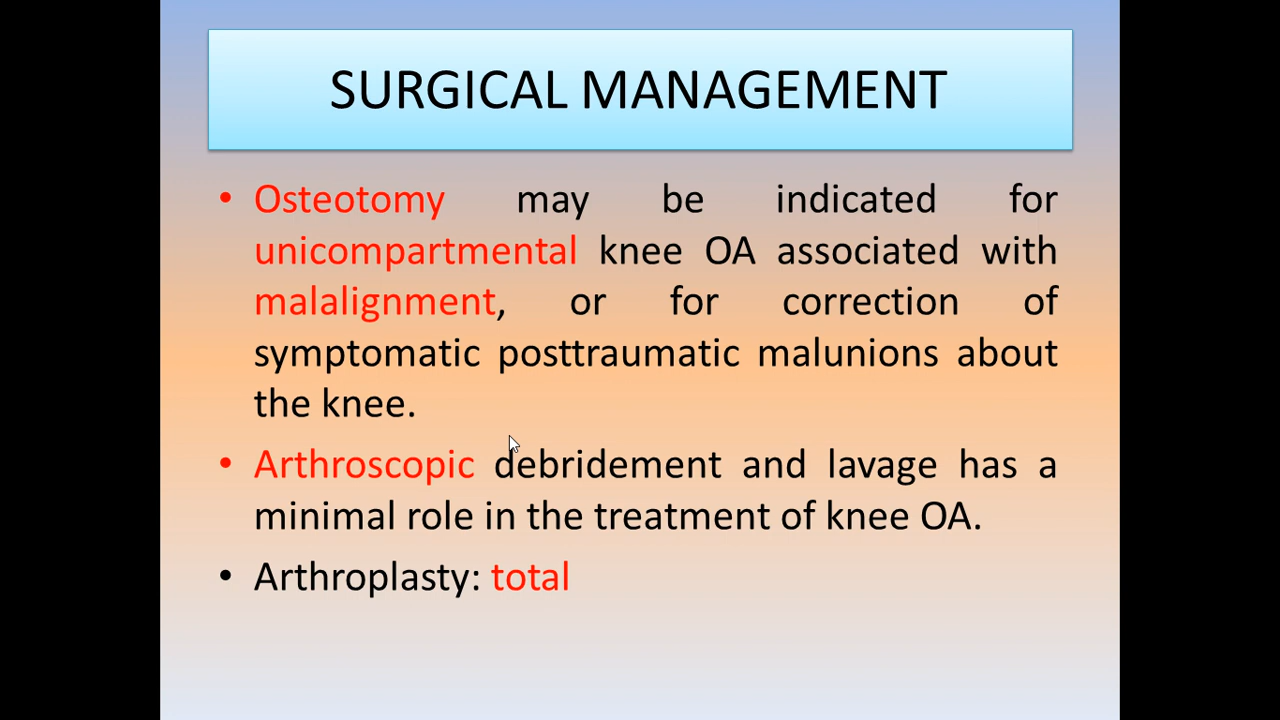 SURGICAL MANAGEMENT
• Osteotomy may be indicated for
unicompartmental knee OA associated with
malalignment, or for correction of
symptomatic posttraumatic malunions about
the knee.
• Arthroscopic debridement and lavage has a
minimal role in the treatment of knee OA.
• Arthroplasty: total